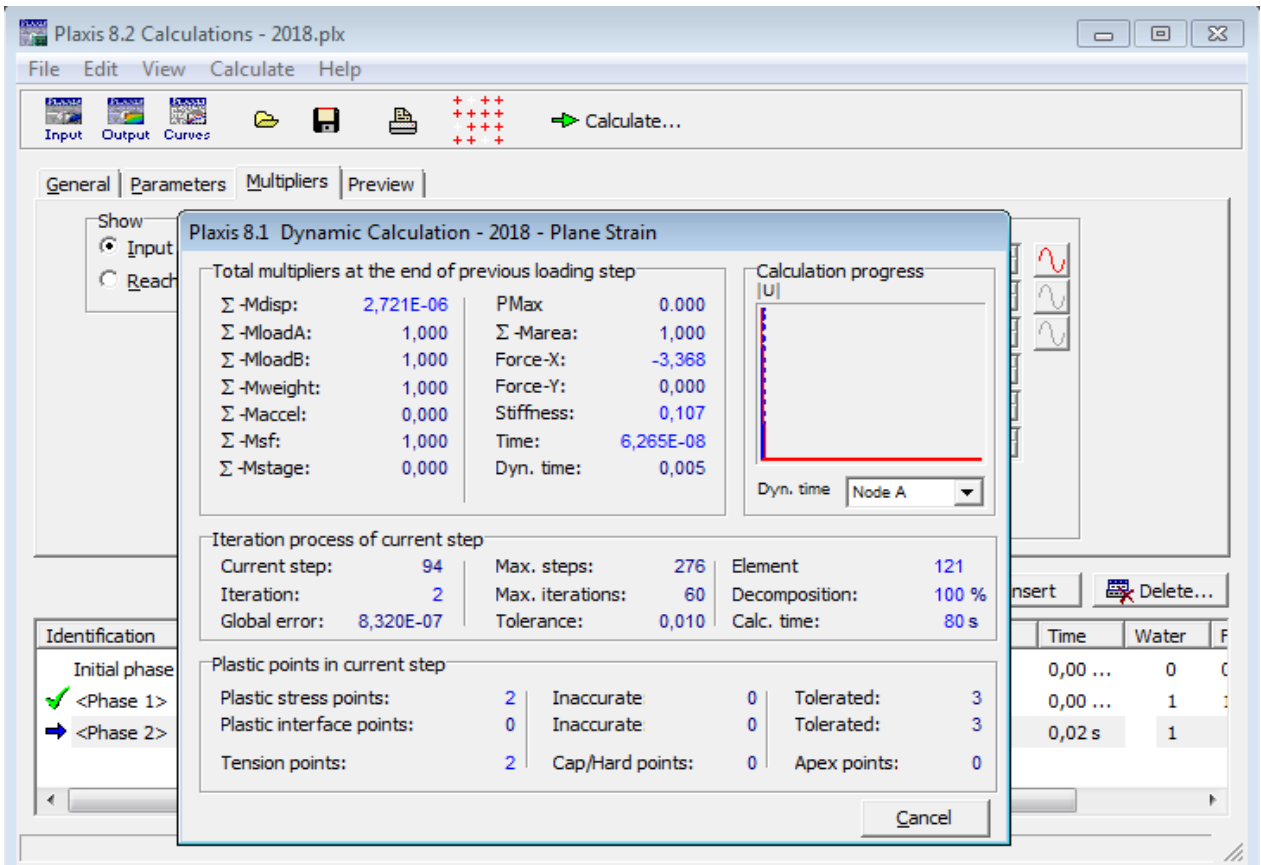 Plaxis 8.2 Calculations - 2018.plx
File Edit View Calculate Help
Input Output Curves Calculate...
General Parameters Multipliers Preview
Show
Input
Reach
Plaxis 8.1 Dynamic Calculation - 2018 - Plane Strain
Total multipliers at the end of previous loading step
Σ -Mdisp: 2,721E-06 PMax 0.000
Σ -MloadA: 1,000 Σ -Marea: 1,000
Σ -MloadB: 1,000 Force-X: -3,368
Σ -Mweight: 1,000 Force-Y: 0,000
Σ -Maccel: 0,000 Stiffness: 0,107
Σ -Msf: 1,000 Time: 6,265E-08
Σ -Mstage: 0,000 Dyn. time: 0,005
Calculation progress
|U|
Dyn. time Node A
Iteration process of current step
Current step: 94 Max. steps: 276 Element 121
Iteration: 2 Max. iterations: 60 Decomposition: 100 %
Global error: 8,320E-07 Tolerance: 0,010 Calc. time: 80 s
Plastic points in current step
Plastic stress points: 2 Inaccurate: 0 Tolerated: 3
Plastic interface points: 0 Inaccurate: 0 Tolerated: 3
Tension points: 2 Cap/Hard points: 0 Apex points: 0
Cancel
nsert Delete...
Identification Time Water F
Initial phase 0,00 ... 0
<Phase 1> 0,00 ... 1
<Phase 2> 0,02 s 1